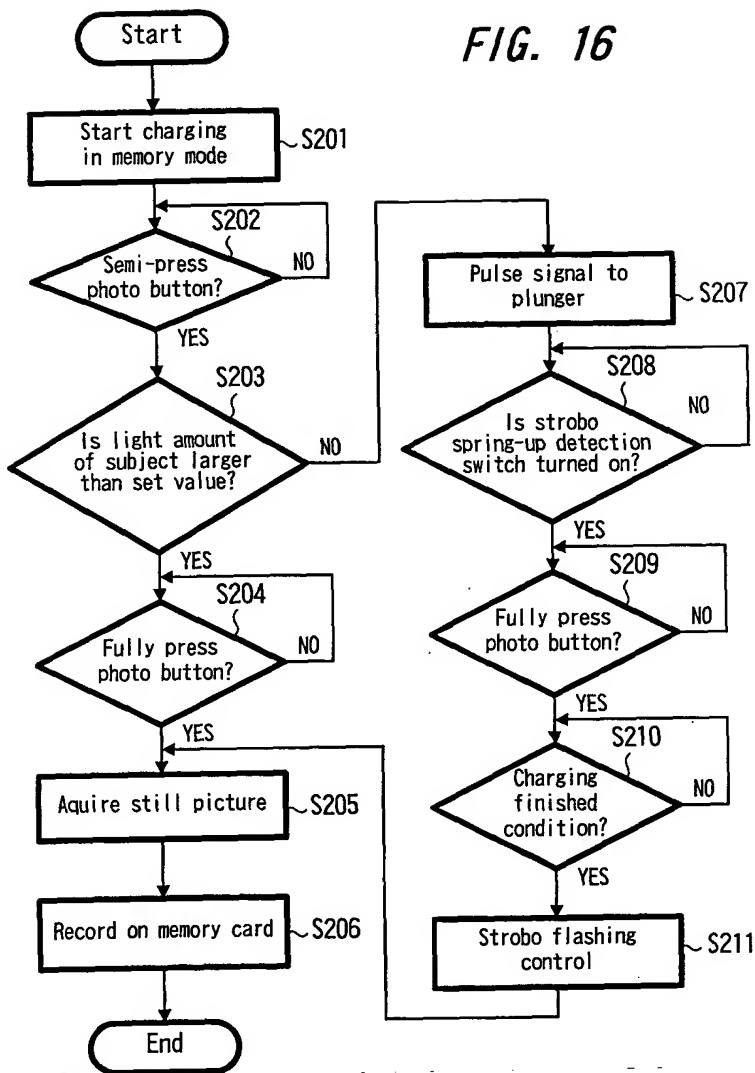 FIG. 16
Start
Start charging
in memory mode
S201
S202
Semi-press
photo button?
NO
YES
S203
Is light amount
of subject larger
than set value?
NO
YES
S204
Fully press
photo button?
NO
YES
Aquire still picture
S205
Record on memory card
S206
End
Pulse signal to
plunger
S207
S208
Is strobo
spring-up detection
switch turned on?
NO
YES
S209
Fully press
photo button?
NO
YES
S210
Charging
finished
condition?
NO
YES
Strobo flashing
control
S211